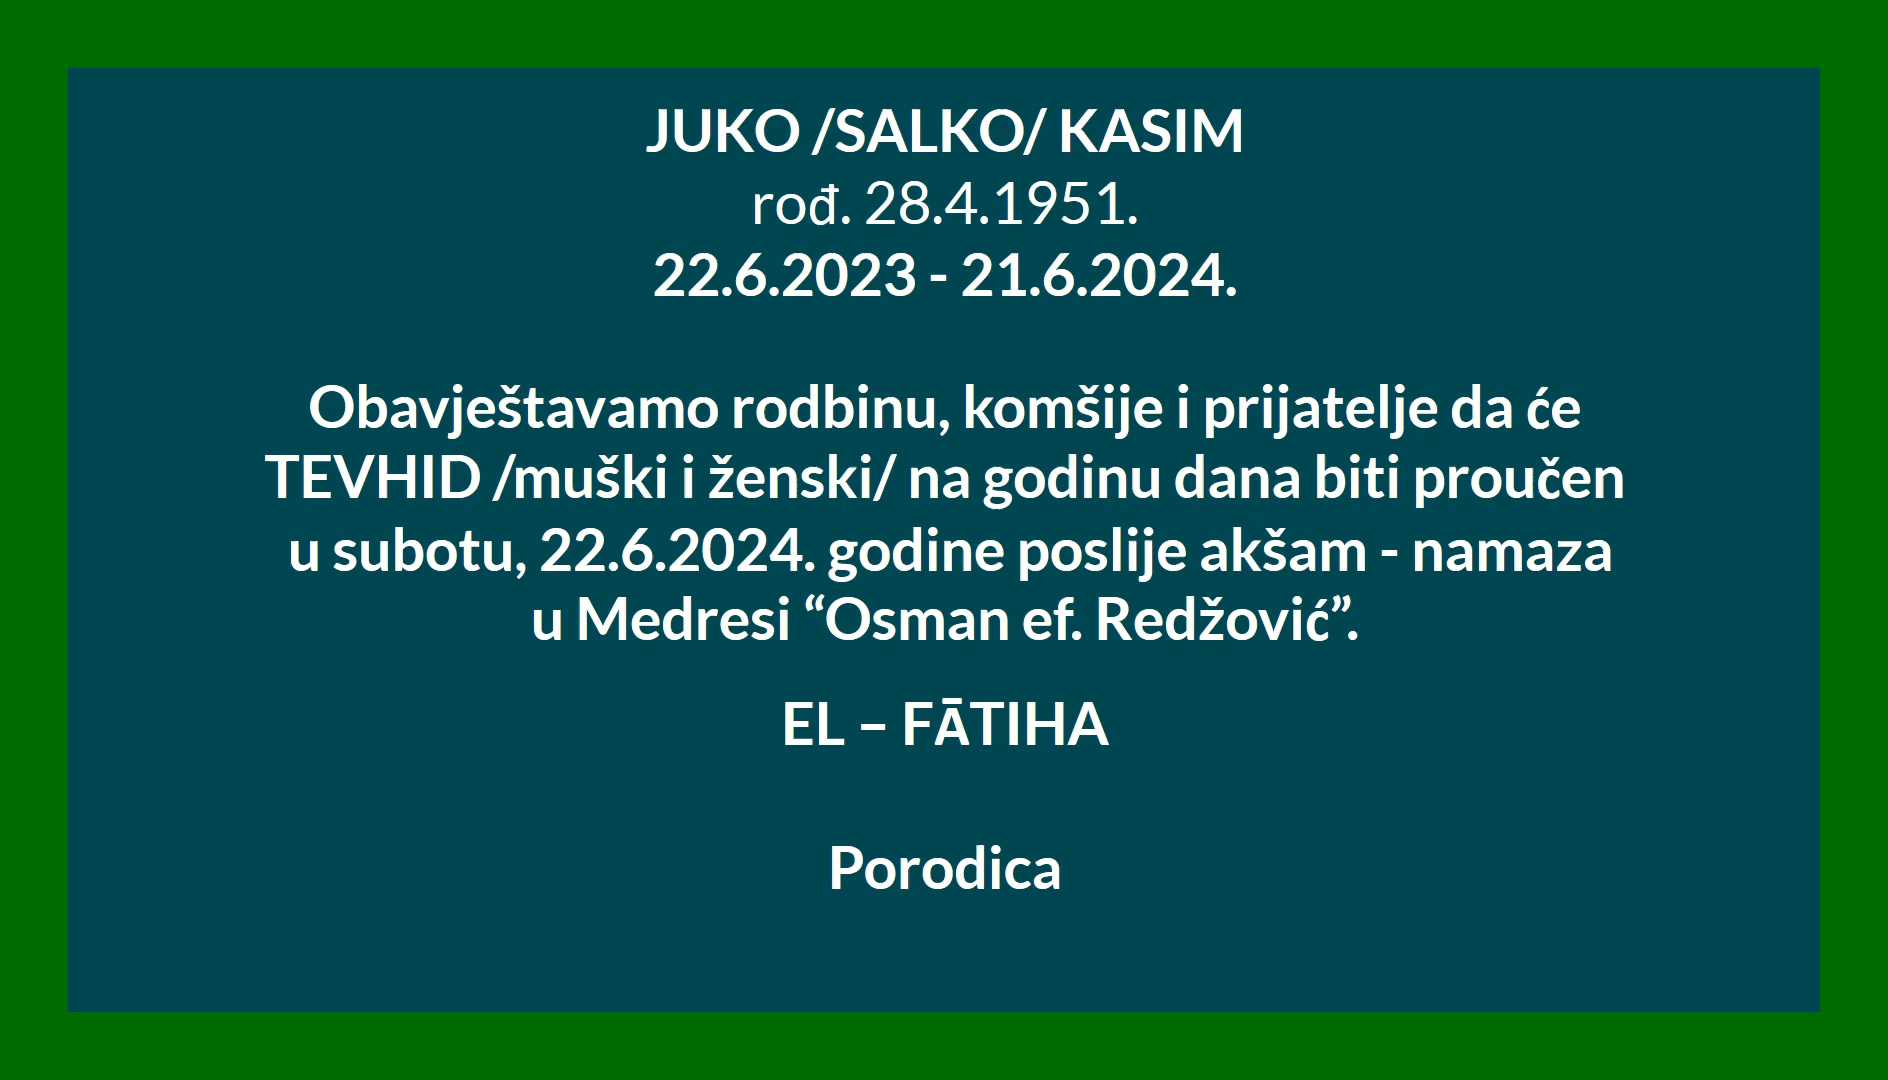 JUKO /SALKO/ KASIM
rođ. 28.4.1951.
22.6.2023 - 21.6.2024.
Obavještavamo rodbinu, komšije i prijatelje da će
TEVHID /muški i ženski/ na godinu dana biti proučen
u subotu, 22.6.2024. godine poslije akšam - namaza
u Medresi “Osman ef. Redžović”.
EL – FĀTIHA
Porodica